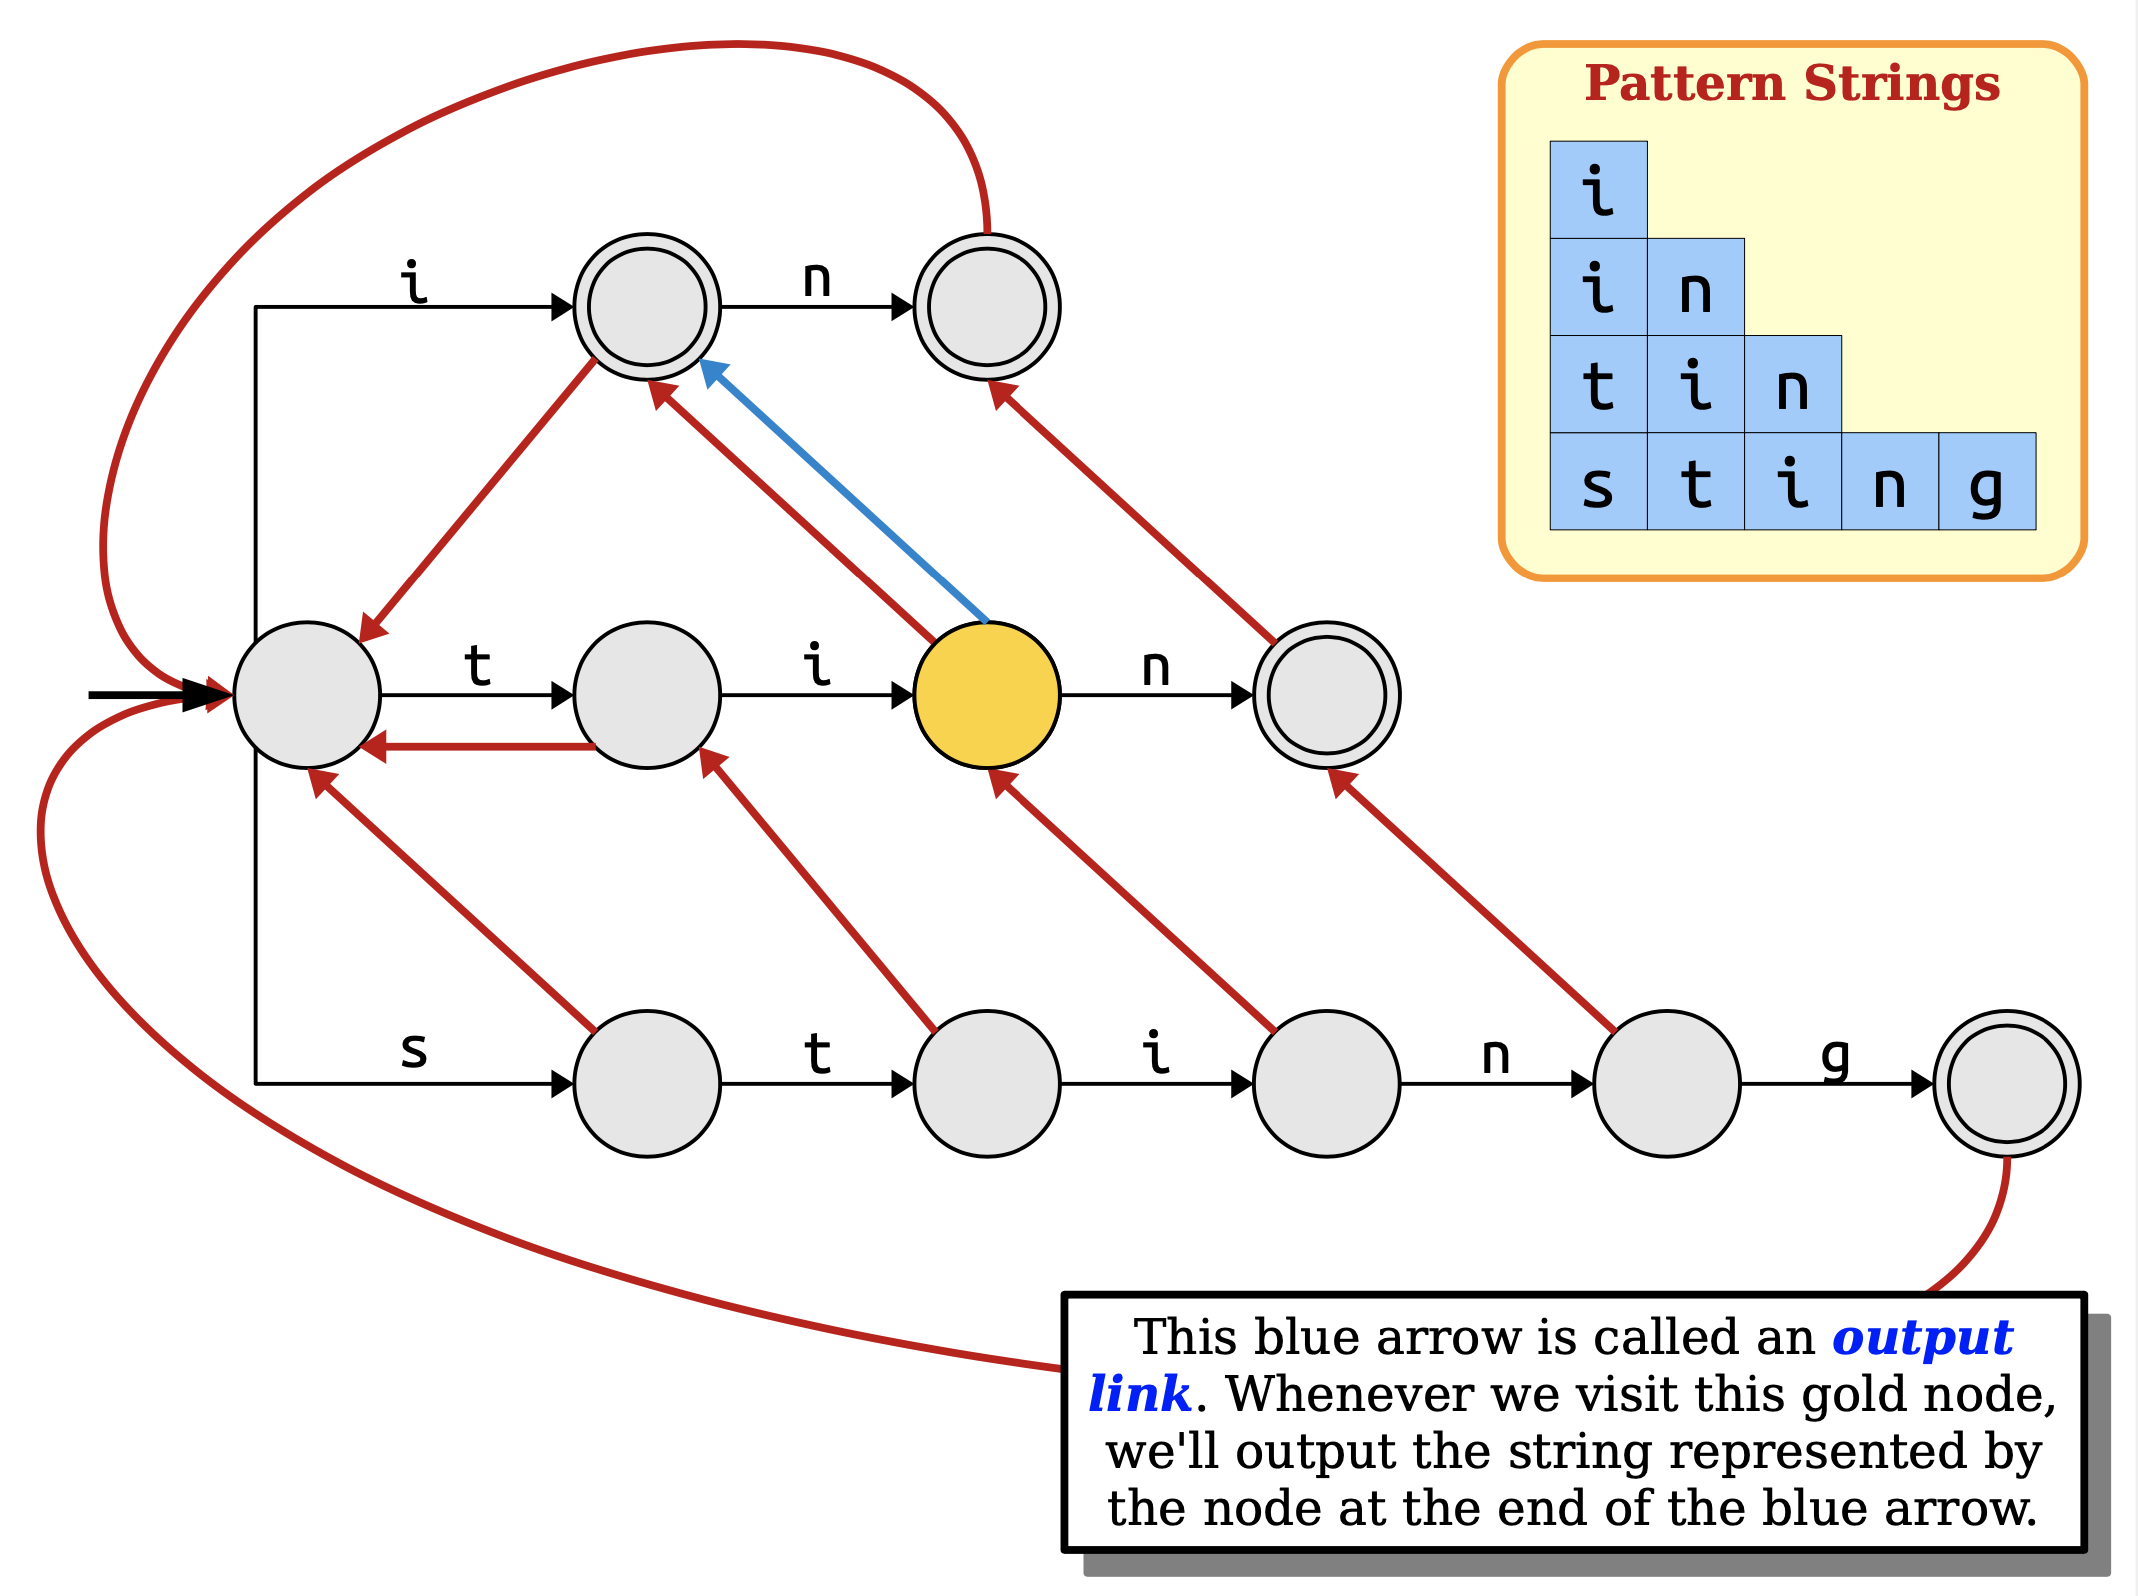 Pattern Strings
i
i n
t i n
s t i n g
i n
t i n
s t i n g
This blue arrow is called an output
link. Whenever we visit this gold node,
we'll output the string represented by
the node at the end of the blue arrow.